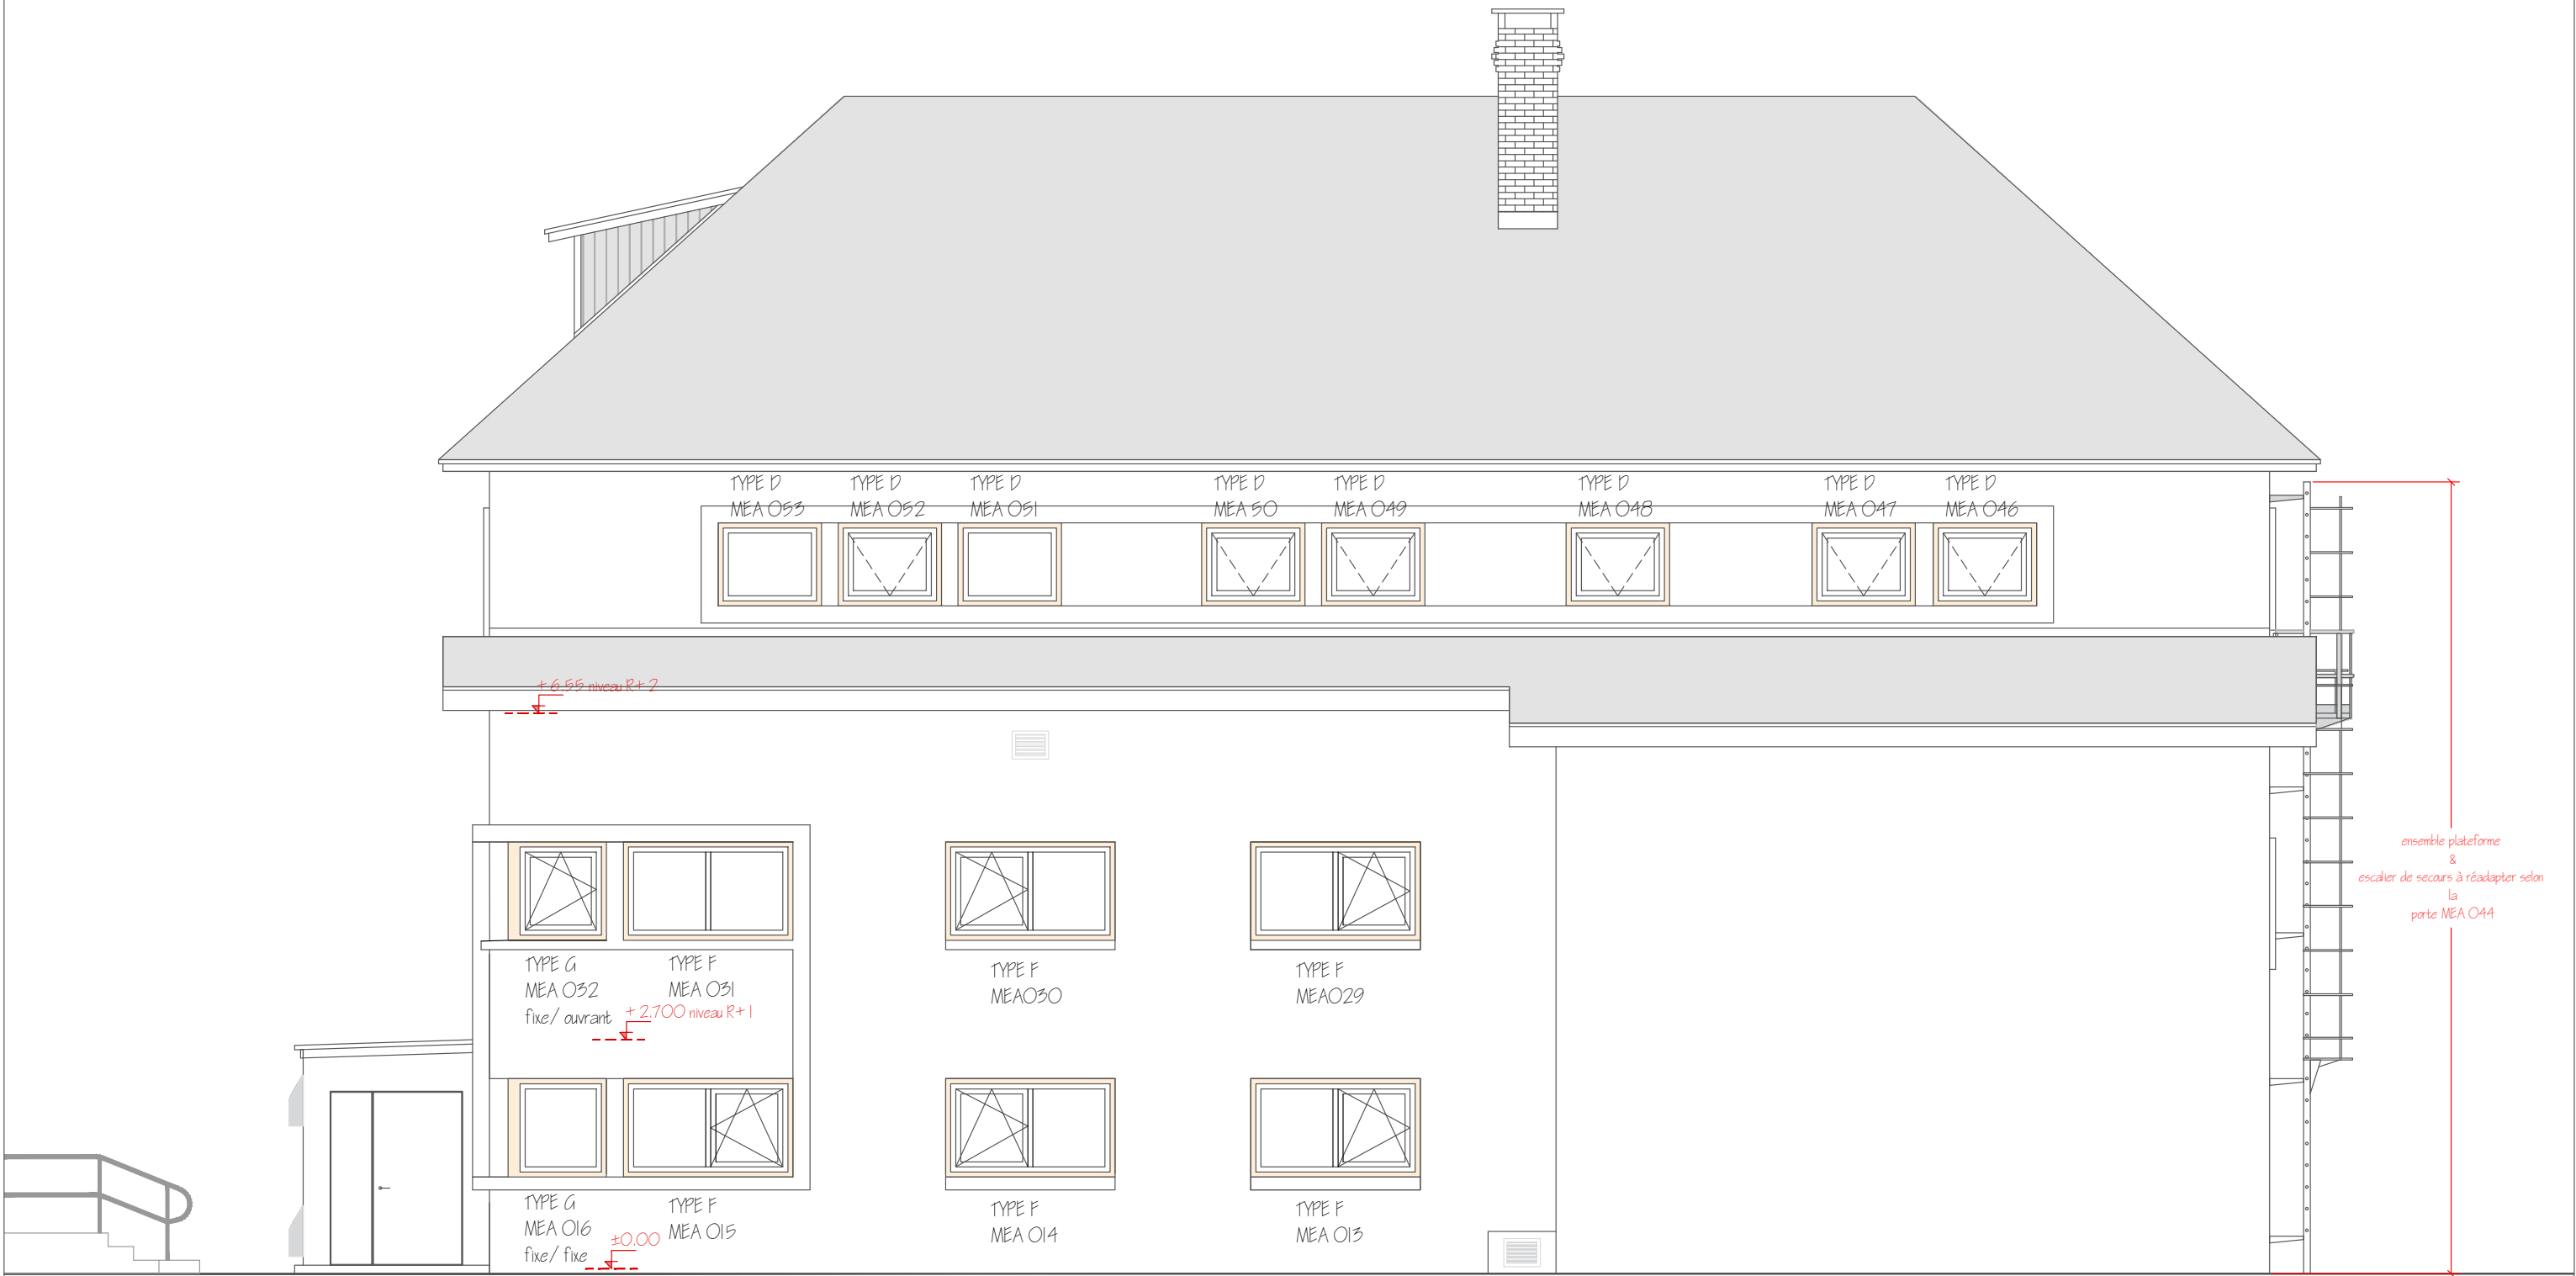 TYPE D
MEA 053
TYPE D
MEA 052
TYPE D
MEA 051
TYPE D
MEA 50
TYPE D
MEA 049
TYPE D
MEA 048
TYPE D
MEA 047
TYPE D
MEA 046
+6.55 niveau R+2
ensemble plateforme
&
escalier de secours à réadapter selon
la
porte MEA 044
TYPE G
MEA 032
fixe/ ouvrant
TYPE F
MEA 031
+2.700 niveau R+1
TYPE F
MEA030
TYPE F
MEA029
TYPE G
MEA 016
fixe/ fixe
TYPE F
MEA 015
±0.00
TYPE F
MEA 014
TYPE F
MEA 013